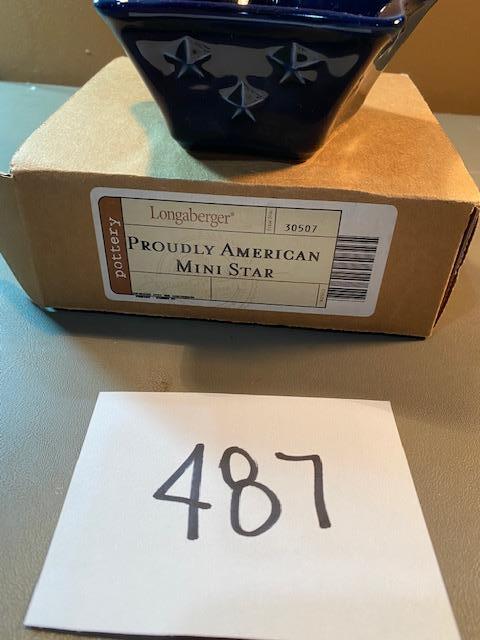 pottery
Longaberger®
30507
PROUDLY AMERICAN
MINI STAR
487